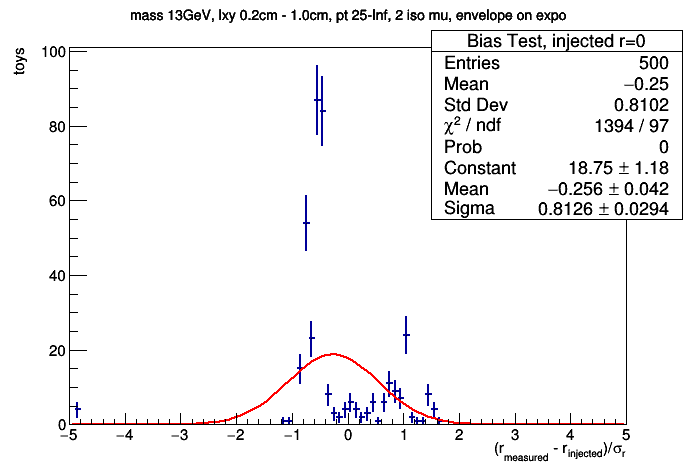 mass 13GeV, lxy 0.2cm - 1.0cm, pt 25-Inf, 2 iso mu, envelope on expo
Bias Test, injected r=0
Entries 500
Mean −0.25
Std Dev 0.8102
χ² / ndf 1394 / 97
Prob 0
Constant 18.75 ± 1.18
Mean −0.256 ± 0.042
Sigma 0.8126 ± 0.0294
toys
100
80
60
40
20
0
−5 −4 −3 −2 −1 0 1 2 3 4 5
(r_measured - r_injected)/σ_r